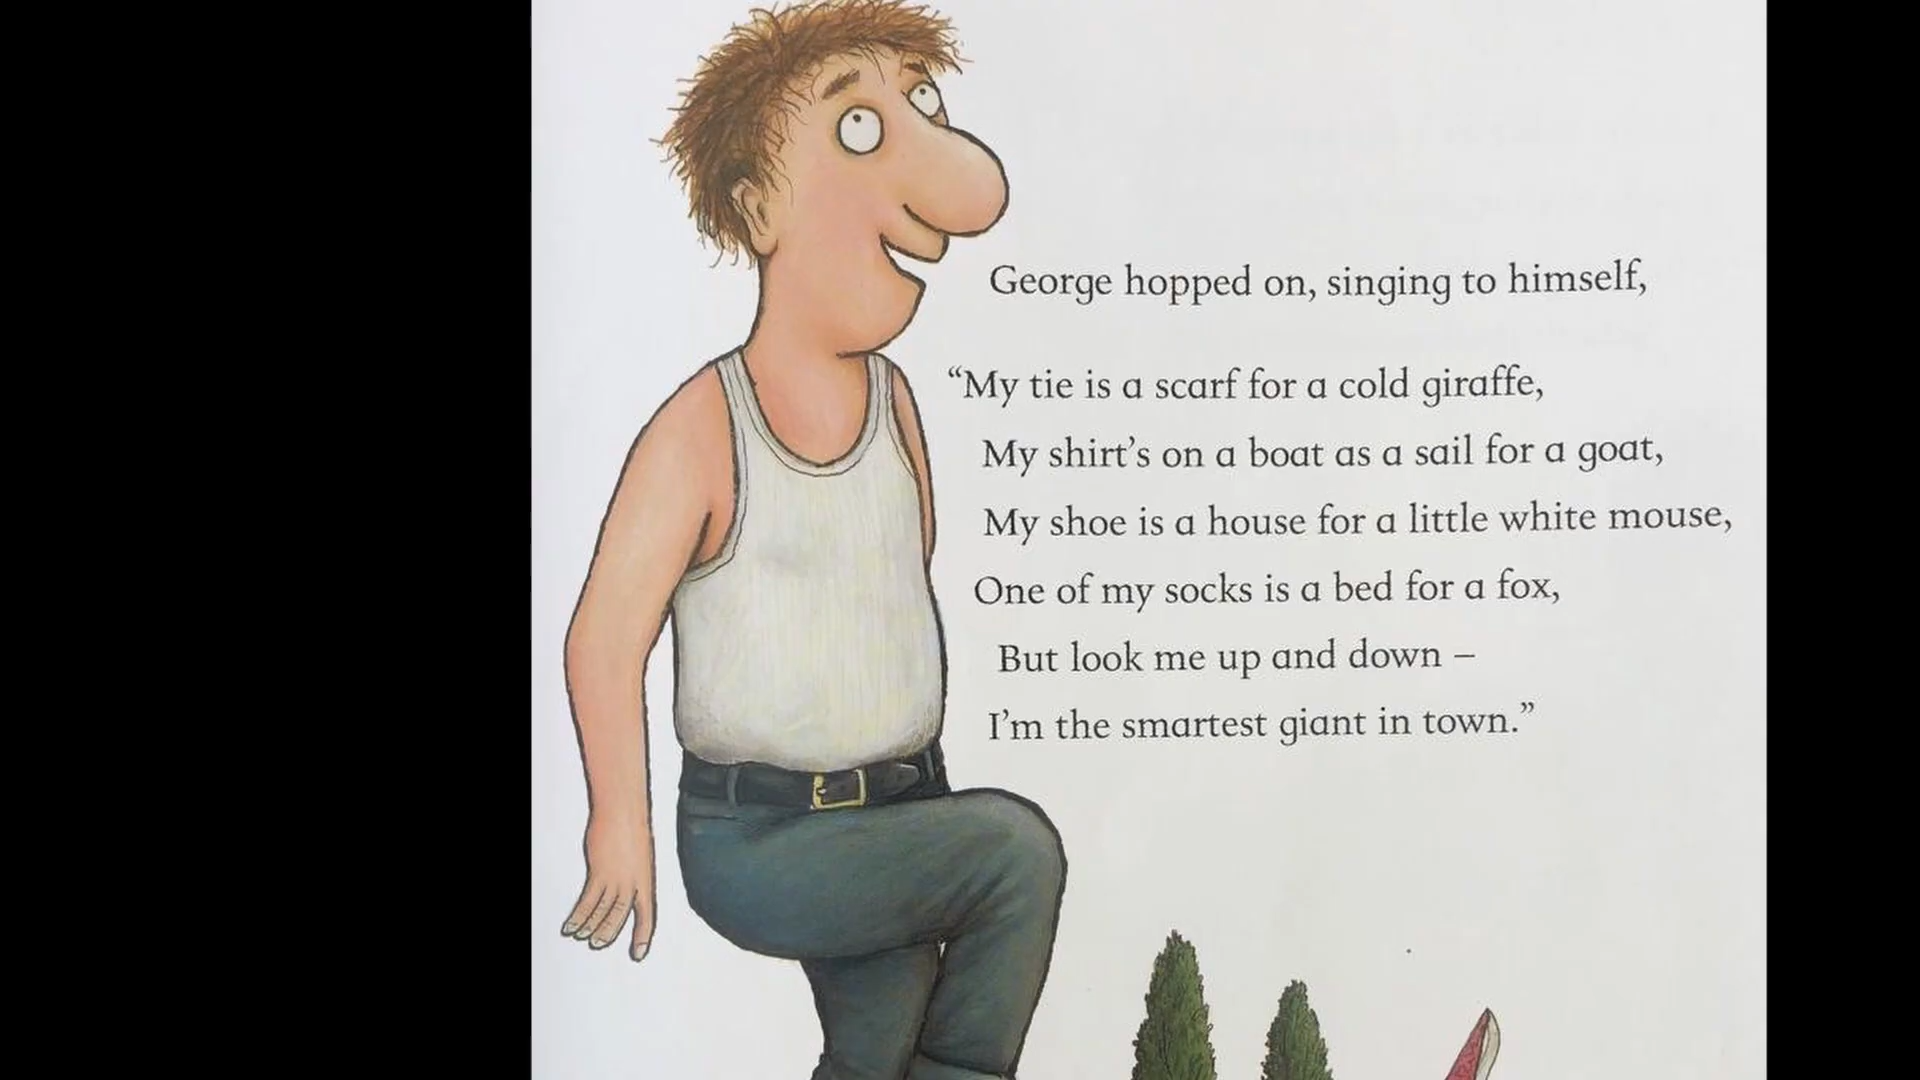 George hopped on, singing to himself,
“My tie is a scarf for a cold giraffe,
My shirt’s on a boat as a sail for a goat,
My shoe is a house for a little white mouse,
One of my socks is a bed for a fox,
But look me up and down –
I’m the smartest giant in town.”